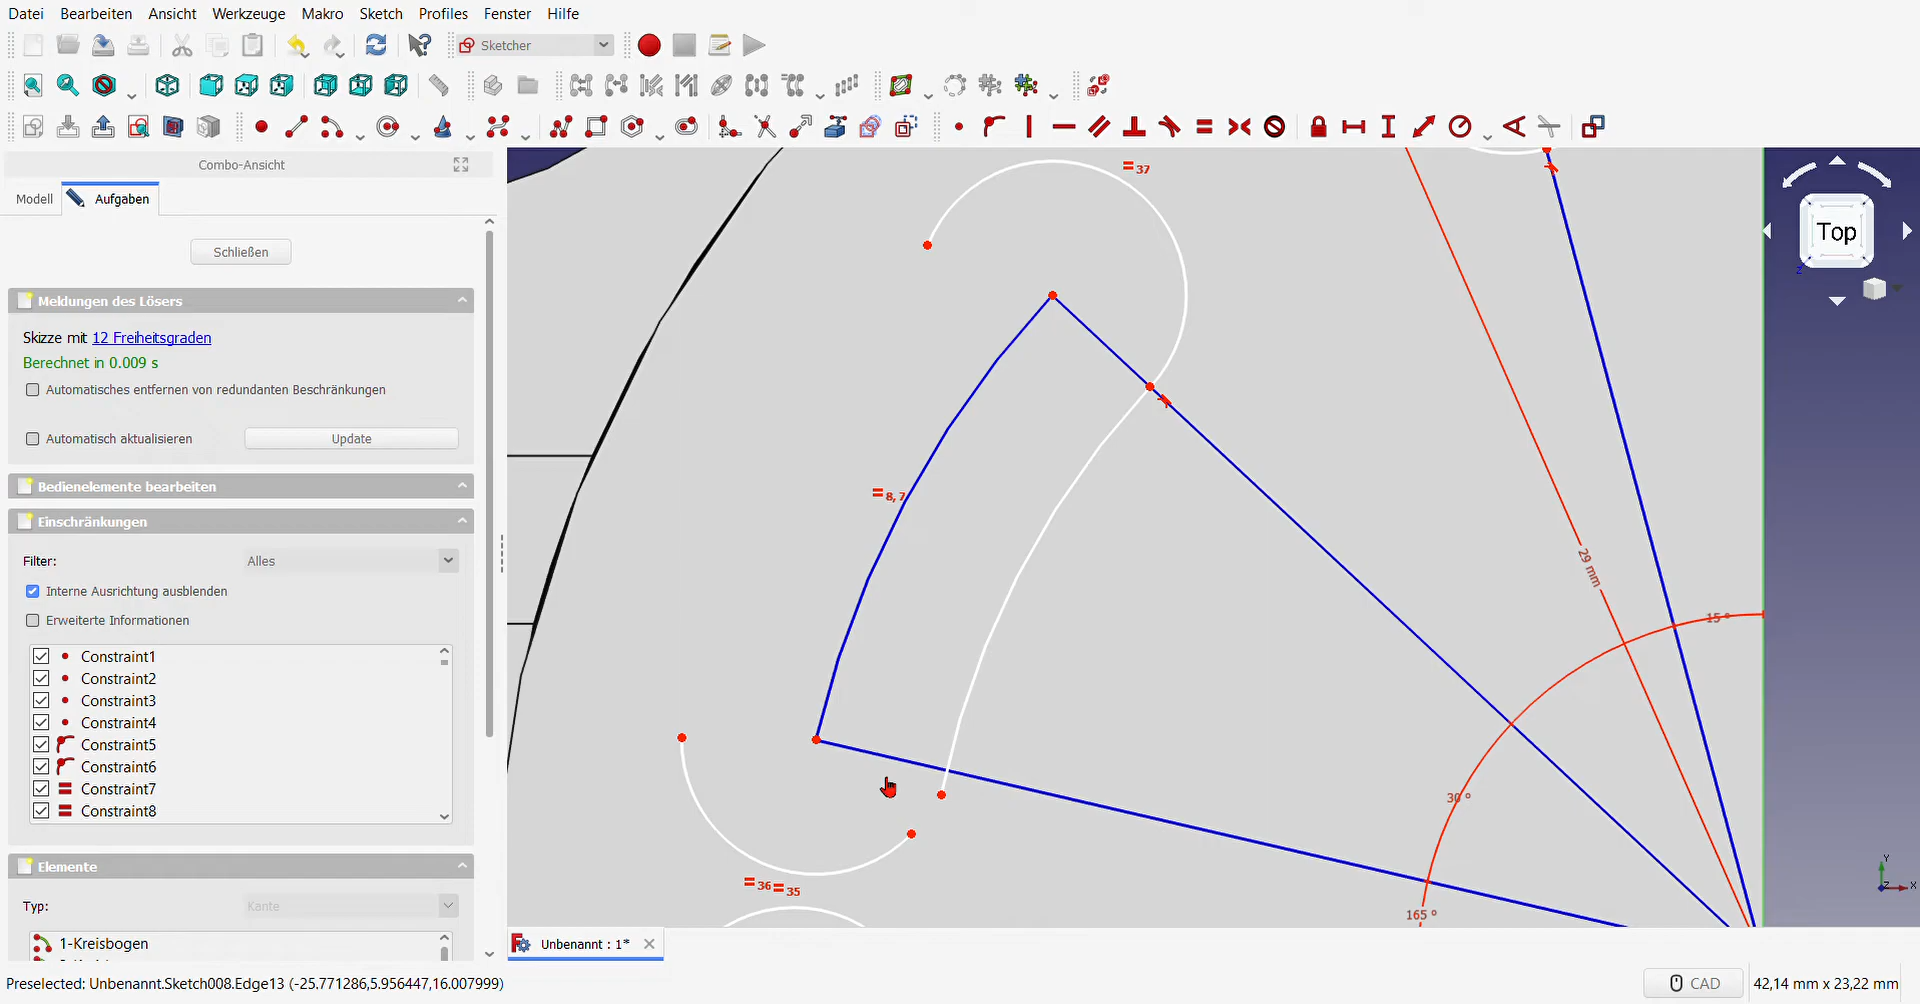 Datei Bearbeiten Ansicht Werkzeuge Makro Sketch Profiles Fenster Hilfe
Sketcher
Combo-Ansicht
Modell Aufgaben
Schließen
Meldungen des Lösers
Skizze mit 12 Freiheitsgraden
Berechnet in 0.009 s
Automatisches entfernen von redundanten Beschränkungen
Automatisch aktualisieren Update
Bedienelemente bearbeiten
Einschränkungen
Filter: Alles
Interne Ausrichtung ausblenden
Erweiterte Informationen
Constraint1
Constraint2
Constraint3
Constraint4
Constraint5
Constraint6
Constraint7
Constraint8
Elemente
Typ: Kante
1-Kreisbogen
= 37
= 8, 7
= 36 = 35
29 mm
15 °
30 °
165 °
Top
Z
Y
Z X
Unbenannt : 1*
Preselected: Unbenannt.Sketch008.Edge13 (-25.771286,5.956447,16.007999)
CAD 42,14 mm x 23,22 mm